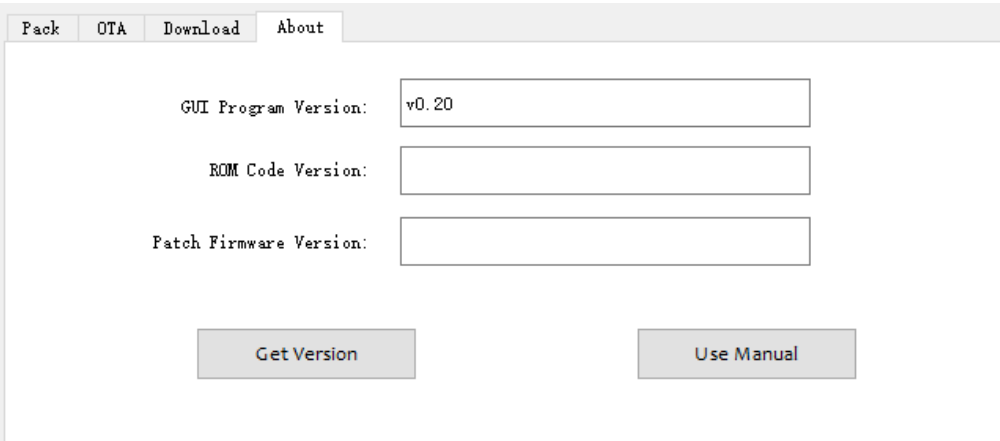 Pack OTA Download About
GUI Program Version: v0.20
ROM Code Version:
Patch Firmware Version:
Get Version Use Manual